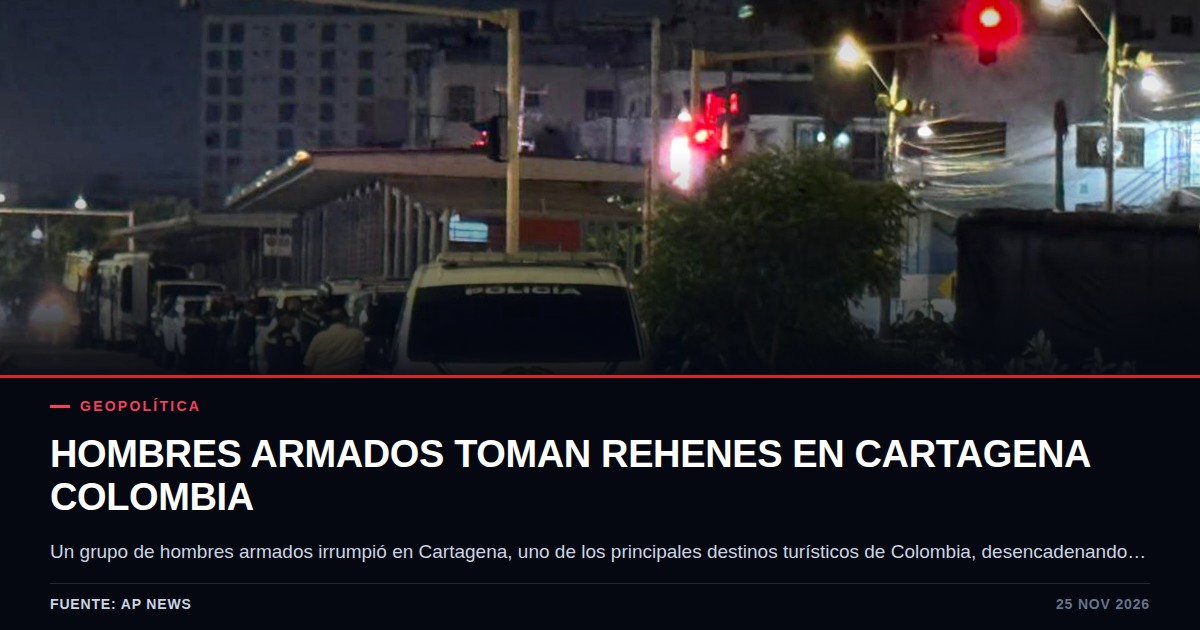 POLICIA
GEOPOLÍTICA
HOMBRES ARMADOS TOMAN REHENES EN CARTAGENA
COLOMBIA
Un grupo de hombres armados irrumpió en Cartagena, uno de los principales destinos turísticos de Colombia, desencadenando…
FUENTE: AP NEWS
25 NOV 2026